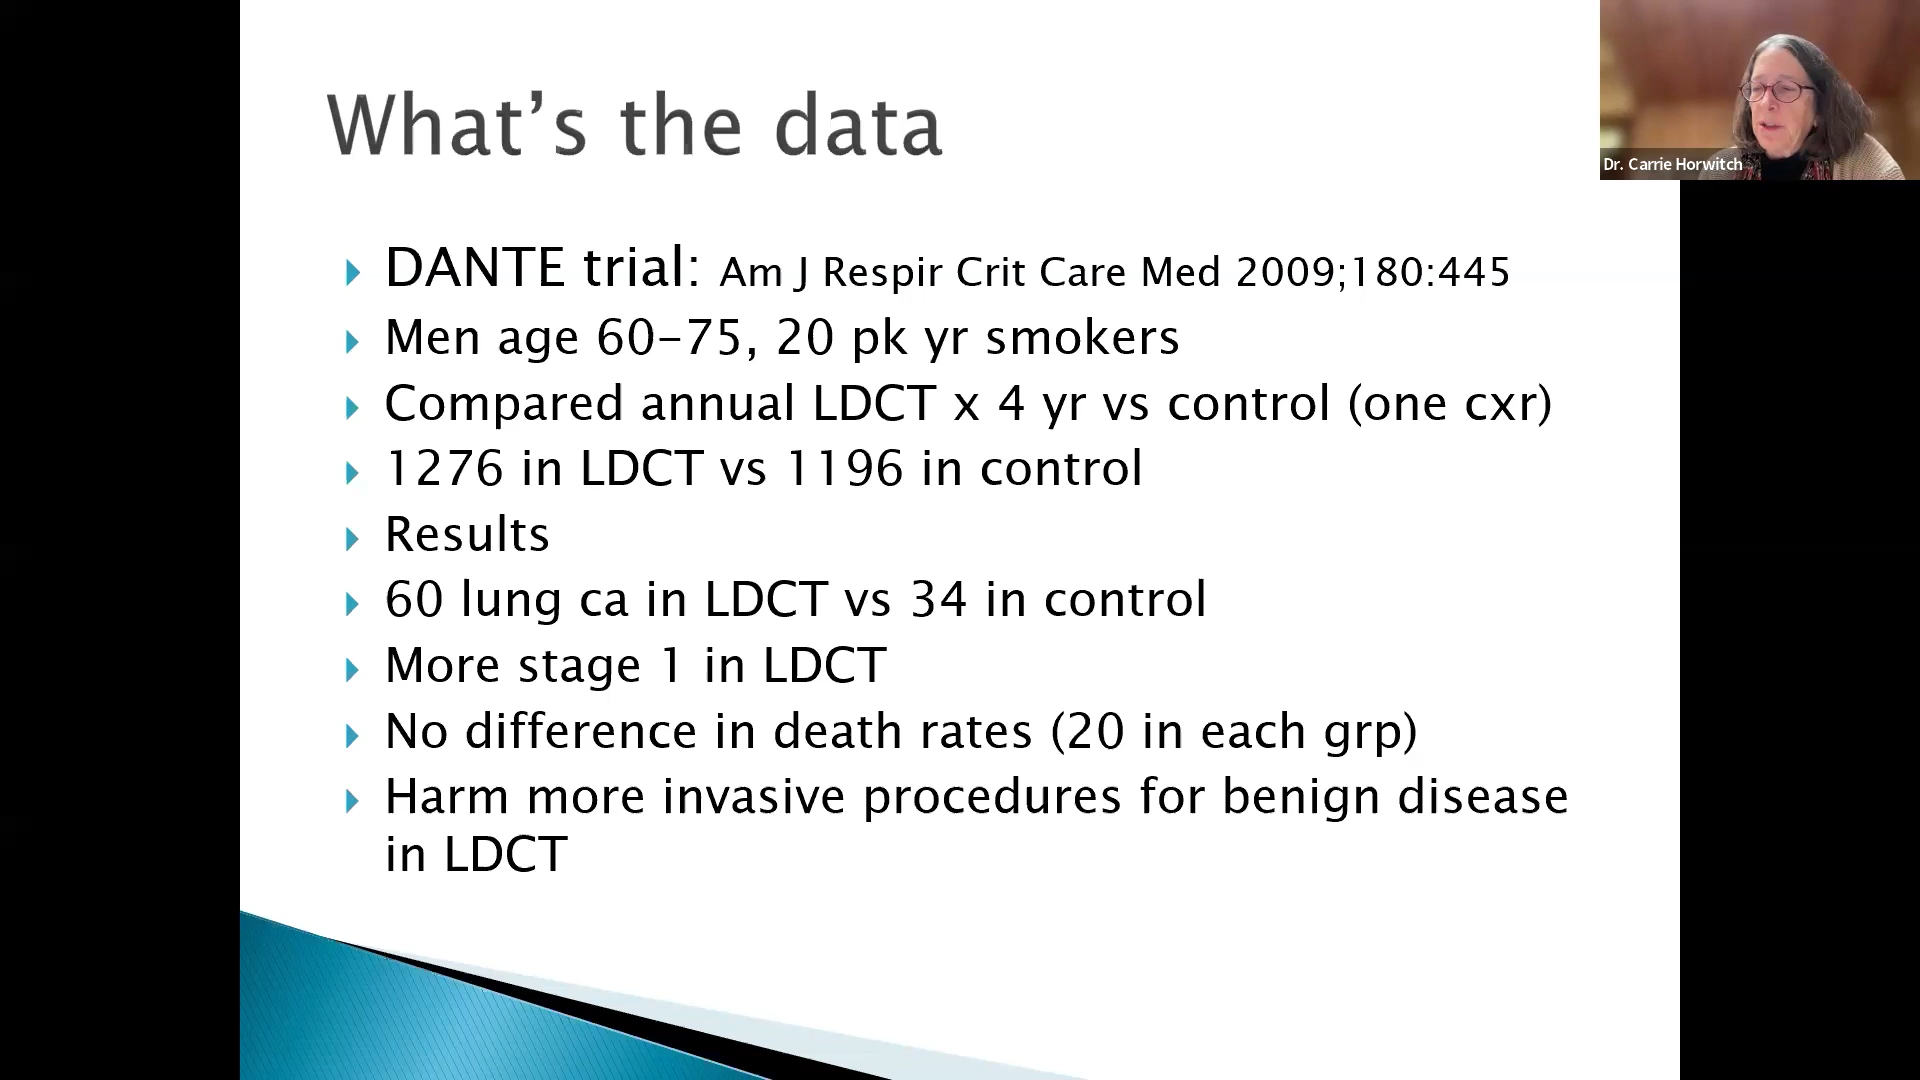 What's the data
Dr. Carrie Horwitch
DANTE trial: Am J Respir Crit Care Med 2009;180:445
Men age 60-75, 20 pk yr smokers
Compared annual LDCT x 4 yr vs control (one cxr)
1276 in LDCT vs 1196 in control
Results
60 lung ca in LDCT vs 34 in control
More stage 1 in LDCT
No difference in death rates (20 in each grp)
Harm more invasive procedures for benign disease
in LDCT